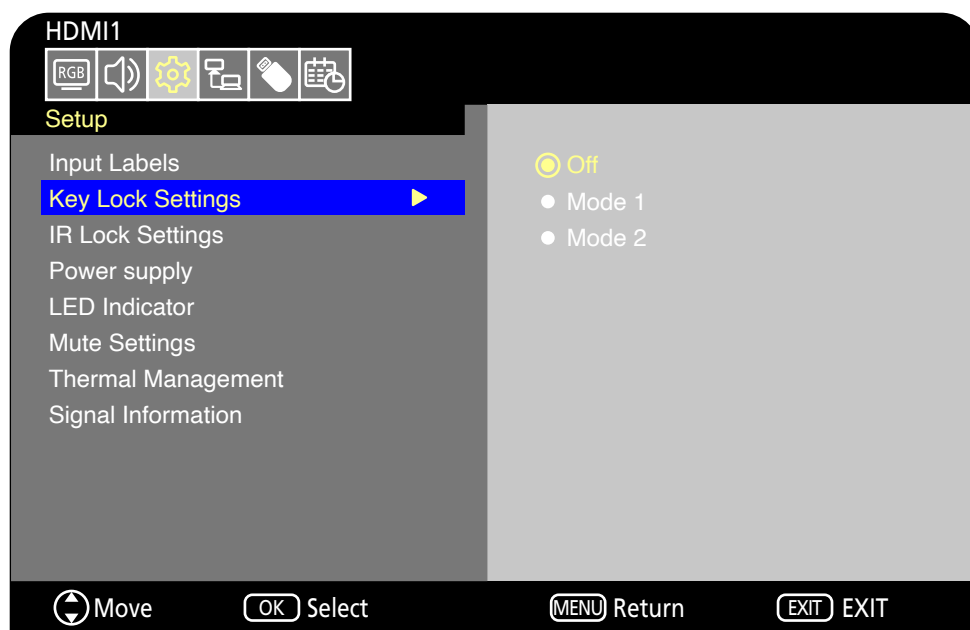 HDMI1
RGB
Setup
Input Labels
Key Lock Settings
IR Lock Settings
Power supply
LED Indicator
Mute Settings
Thermal Management
Signal Information
Off
Mode 1
Mode 2
Move OK Select MENU Return EXIT EXIT